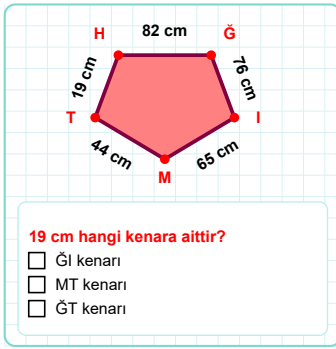 82 cm
H
Ğ
19 cm
76 cm
T
I
44 cm
65 cm
M
19 cm hangi kenara aittir?
ĞI kenarı
MT kenarı
ĞT kenarı